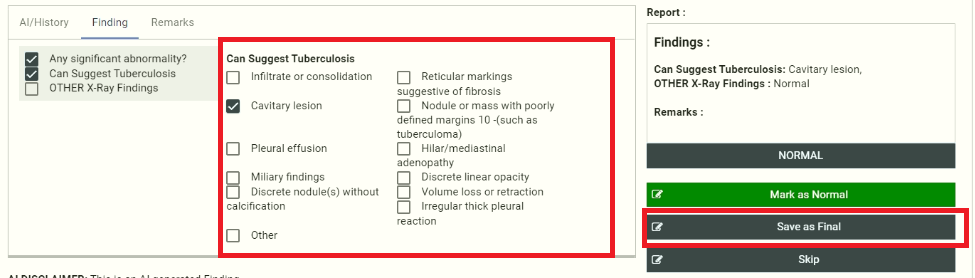 AI/History Finding Remarks
Any significant abnormality?
Can Suggest Tuberculosis
OTHER X-Ray Findings
Can Suggest Tuberculosis
Infiltrate or consolidation
Reticular markings
suggestive of fibrosis
Cavitary lesion
Nodule or mass with poorly
defined margins 10 -(such as
tuberculoma)
Pleural effusion
Hilar/mediastinal
adenopathy
Miliary findings
Discrete linear opacity
Discrete nodule(s) without
calcification
Volume loss or retraction
Irregular thick pleural
reaction
Other
AI DISCLAIMER: This is an AI generated Finding
Report :
Findings :
Can Suggest Tuberculosis: Cavitary lesion,
OTHER X-Ray Findings : Normal
Remarks :
NORMAL
Mark as Normal
Save as Final
Skip